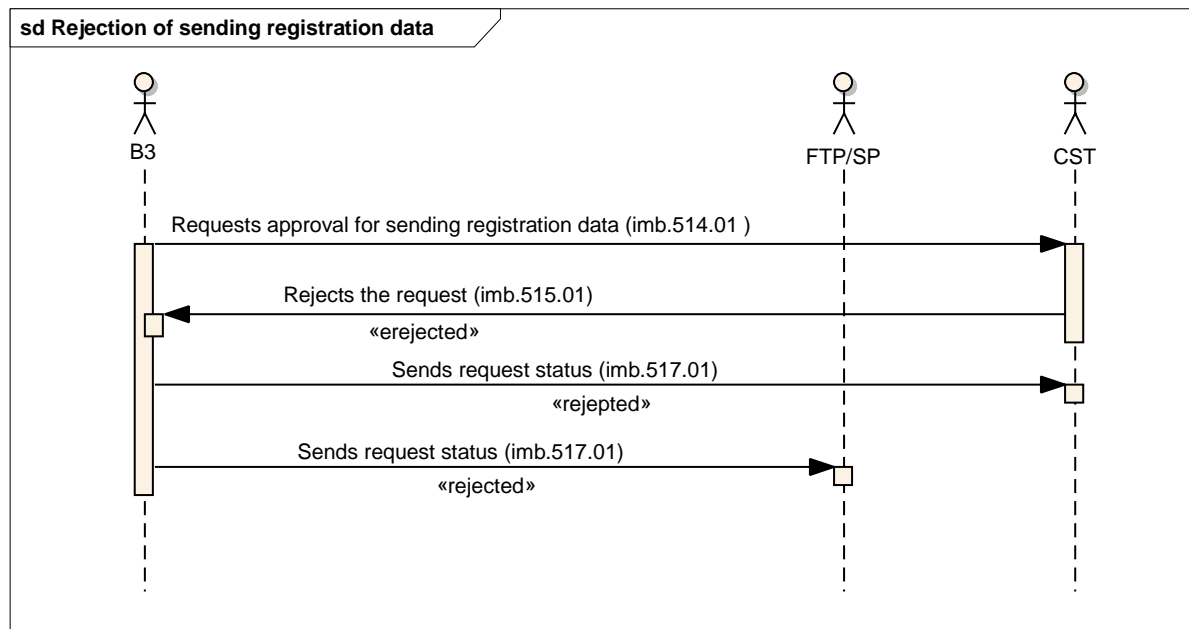 sd Rejection of sending registration data
B3
FTP/SP
CST
Requests approval for sending registration data (imb.514.01 )
Rejects the request (imb.515.01)
«erejected»
Sends request status (imb.517.01)
«rejepted»
Sends request status (imb.517.01)
«rejected»